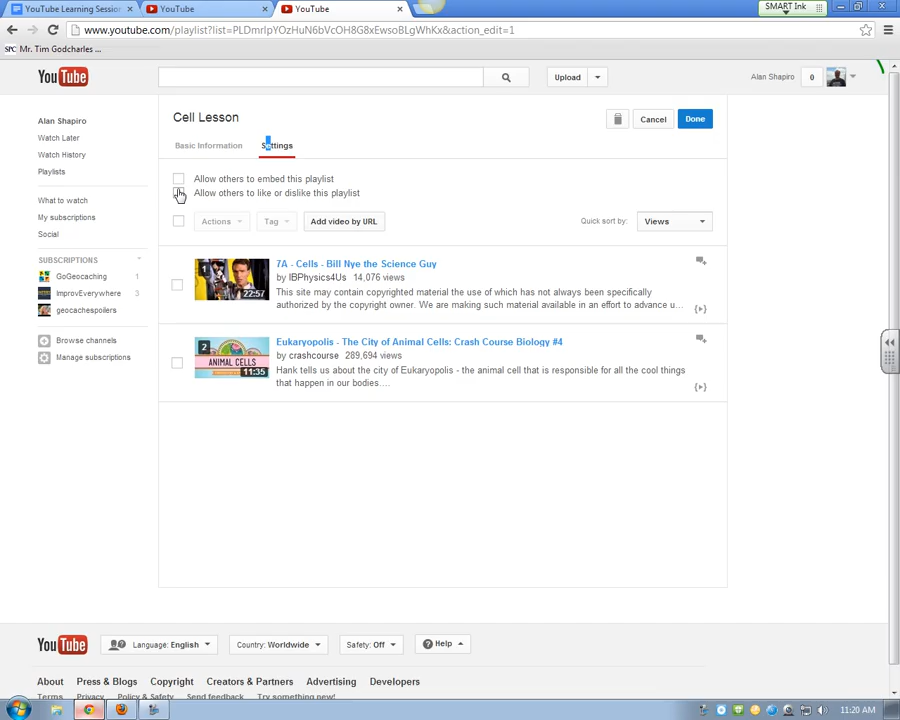 YouTube Learning Sessio
YouTube
YouTube
SMART Ink
www.youtube.com/playlist?list=PLDmrIpYOzHuN6bVcOH8G8xEwsoBLgWhKx&action_edit=1
SPC Mr. Tim Godcharles ...
YouTube
Upload
Alan Shapiro
0
Alan Shapiro
Watch Later
Watch History
Playlists
What to watch
My subscriptions
Social
SUBSCRIPTIONS
GoGeocaching 1
ImprovEverywhere 3
geocachespoilers
Browse channels
Manage subscriptions
Cell Lesson
Cancel
Done
Basic Information
Settings
Allow others to embed this playlist
Allow others to like or dislike this playlist
Actions
Tag
Add video by URL
Quick sort by:
Views
1
22:57
7A - Cells - Bill Nye the Science Guy
by IBPhysics4Us 14,076 views
This site may contain copyrighted material the use of which has not always been specifically
authorized by the copyright owner. We are making such material available in an effort to advance u...
2
ANIMAL CELLS
11:35
Eukaryopolis - The City of Animal Cells: Crash Course Biology #4
by crashcourse 289,694 views
Hank tells us about the city of Eukaryopolis - the animal cell that is responsible for all the cool things
that happen in our bodies....
YouTube
Language: English
Country: Worldwide
Safety: Off
Help
About Press & Blogs Copyright Creators & Partners Advertising Developers
Terms Privacy Policy & Safety Send feedback Try something new!
11:20 AM